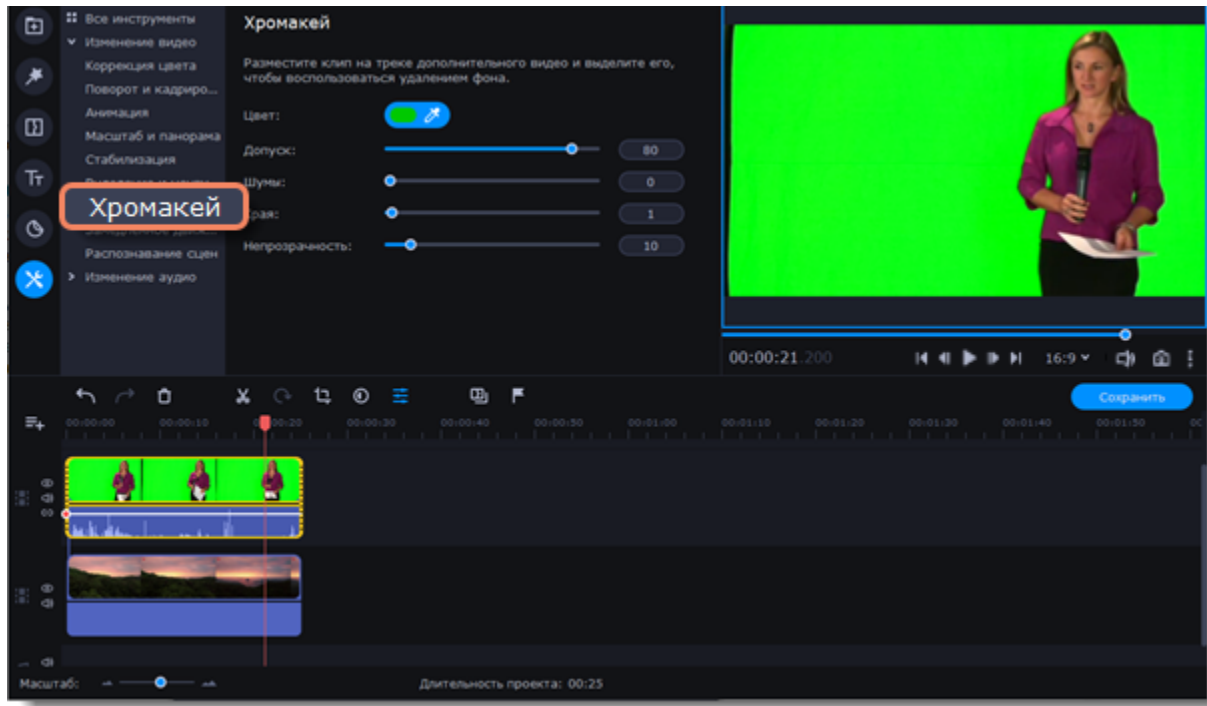 Все инструменты
Изменение видео
Коррекция цвета
Поворот и кадриро...
Анимация
Масштаб и панорама
Стабилизация
Хромакей
Распознавание сцен
Изменение аудио
Хромакей
Разместите клип на треке дополнительного видео и выделите его,
чтобы воспользоваться удалением фона.
Цвет:
Допуск: 80
Шумы: 0
1
Непрозрачность: 10
00:00:21.200
16:9
Сохранить
00:00:00 00:00:10 00:00:30 00:00:40 00:00:50 00:01:00 00:01:10 00:01:20 00:01:30 00:01:40 00:01:50
Масштаб:
Длительность проекта: 00:25